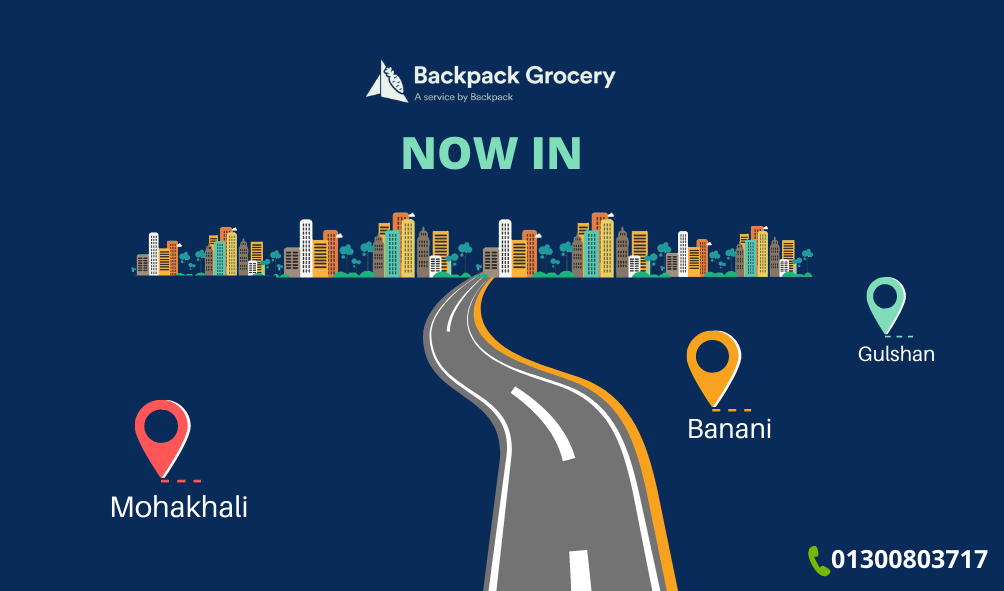 Backpack Grocery
A service by Backpack
NOW IN
Gulshan
Banani
Mohakhali
01300803717